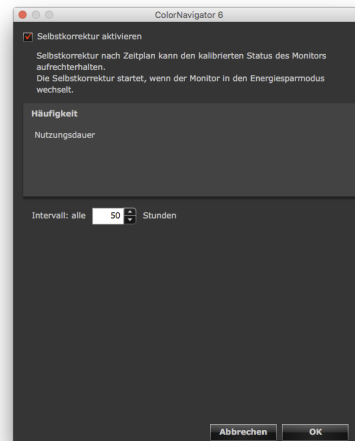 ColorNavigator 6
Selbstkorrektur aktivieren
Selbstkorrektur nach Zeitplan kann den kalibrierten Status des Monitors
aufrechterhalten.
Die Selbstkorrektur startet, wenn der Monitor in den Energiesparmodus
wechselt.
Häufigkeit
Nutzungsdauer
Intervall: alle 50 Stunden
Abbrechen OK